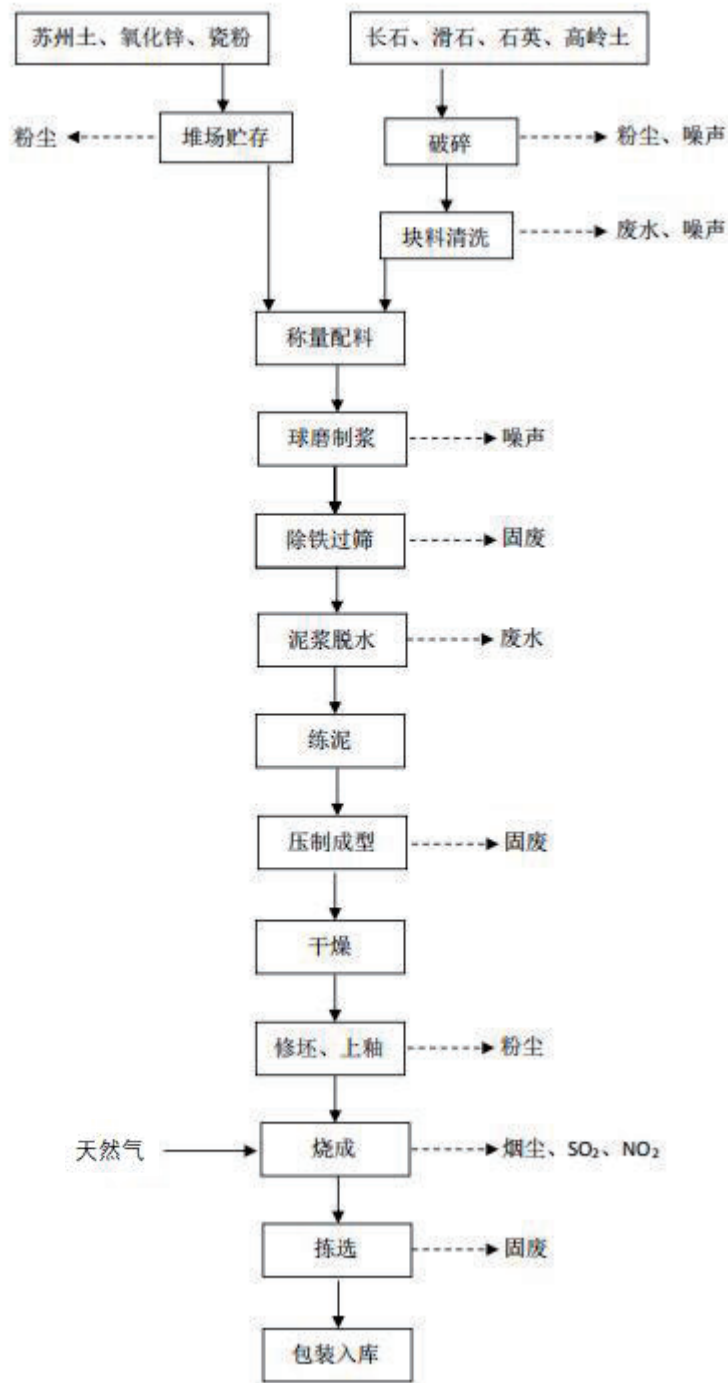 苏州土、氧化锌、瓷粉
长石、滑石、石英、高岭土
粉尘
堆场贮存
破碎
粉尘、噪声
块料清洗
废水、噪声
称量配料
球磨制浆
噪声
除铁过筛
固废
泥浆脱水
废水
练泥
压制成型
固废
干燥
修坯、上釉
粉尘
天然气
烧成
烟尘、SO₂、NO₂
拣选
固废
包装入库